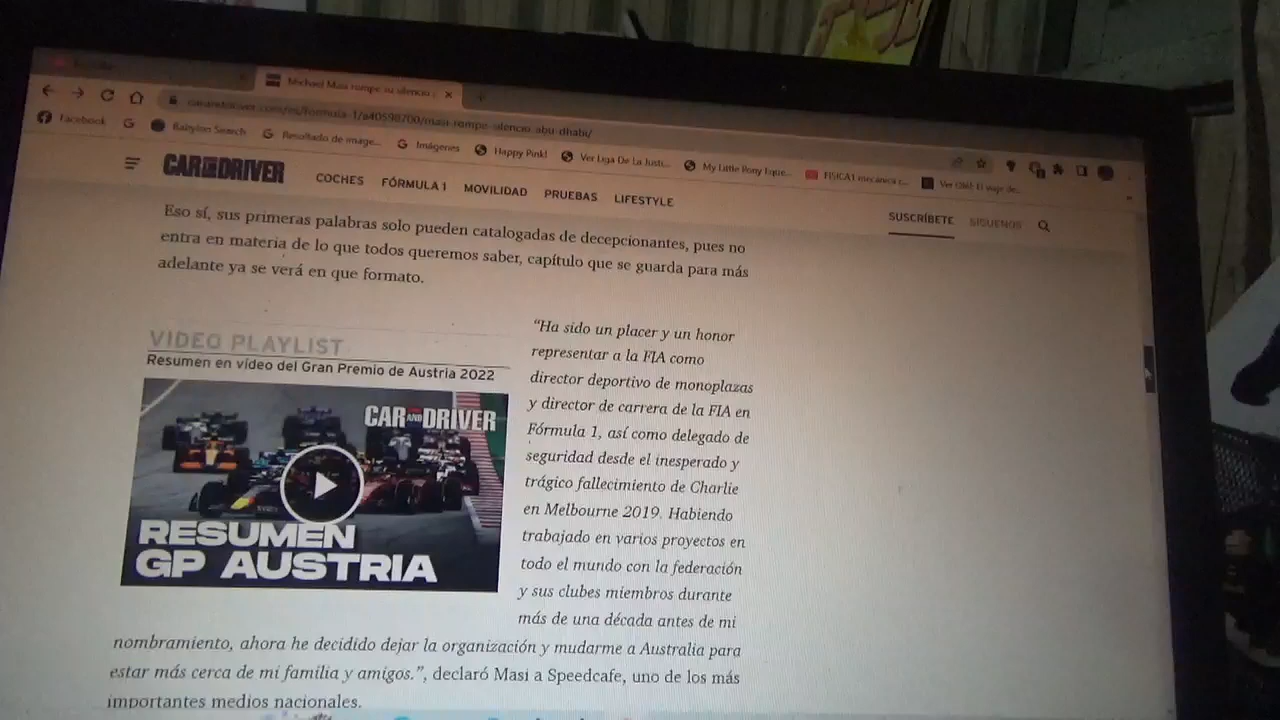 Michael Masi rompe su silencio
caranddriver.com/es/formula-1/a40598700/masi-rompe-silencio-abu-dhabi/
Facebook
Babylon Search
Resultado de image...
Imágenes
Happy Pink!
Ver Liga De La Justi...
My Little Pony Eque...
FISICA1 mecánica c...
CAR AND DRIVER
COCHES FÓRMULA 1 MOVILIDAD PRUEBAS LIFESTYLE
SUSCRÍBETE SÍGUENOS
Eso sí, sus primeras palabras solo pueden catalogadas de decepcionantes, pues no
entra en materia de lo que todos queremos saber, capítulo que se guarda para más
adelante ya se verá en que formato.
VIDEO PLAYLIST
Resumen en vídeo del Gran Premio de Austria 2022
CAR AND DRIVER
RESUMEN
GP AUSTRIA
“Ha sido un placer y un honor
representar a la FIA como
director deportivo de monoplazas
y director de carrera de la FIA en
Fórmula 1, así como delegado de
seguridad desde el inesperado y
trágico fallecimiento de Charlie
en Melbourne 2019. Habiendo
trabajado en varios proyectos en
todo el mundo con la federación
y sus clubes miembros durante
más de una década antes de mi
nombramiento, ahora he decidido dejar la organización y mudarme a Australia para
estar más cerca de mi familia y amigos.”, declaró Masi a Speedcafe, uno de los más
importantes medios nacionales.